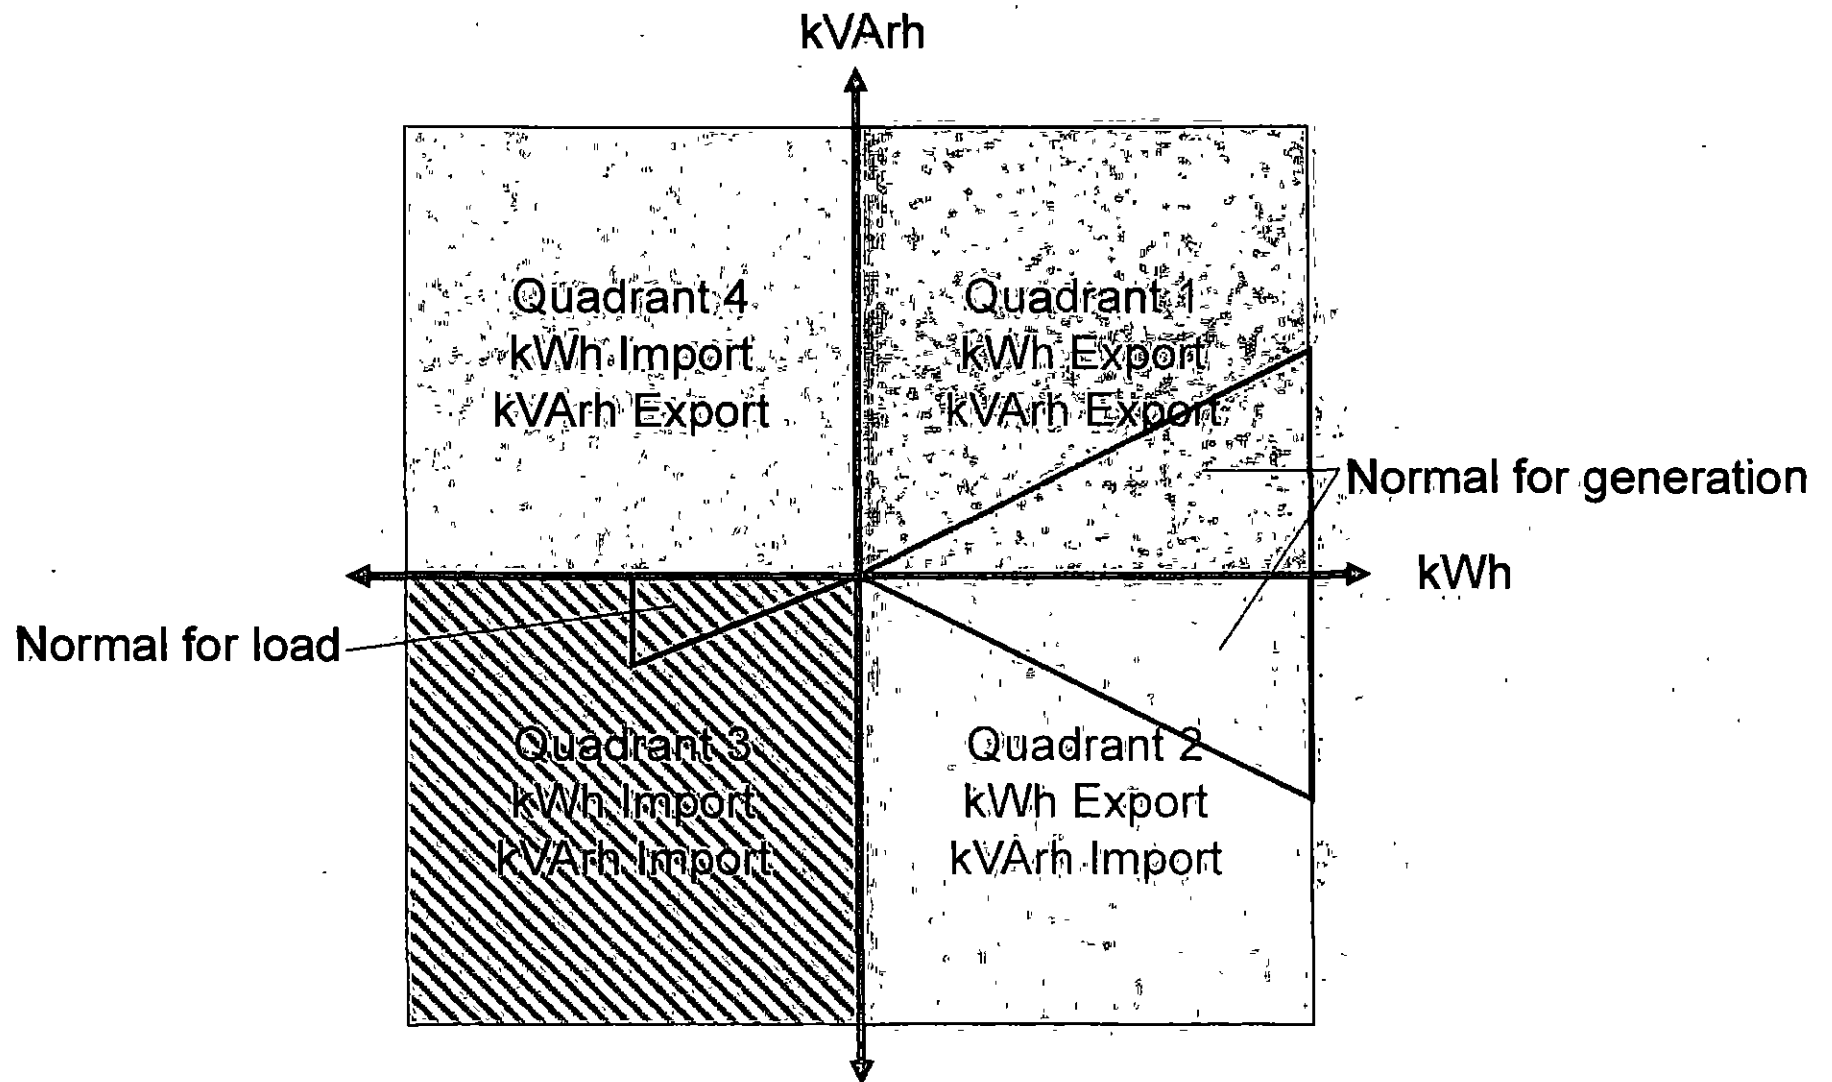 kVArh
Quadrant 4
kWh Import
kVArh Export
Quadrant 1
kWh Export
kVArh Export
Normal for generation
kWh
Normal for load
Quadrant 3
kWh Import
kVArh Import
Quadrant 2
kWh Export
kVArh Import